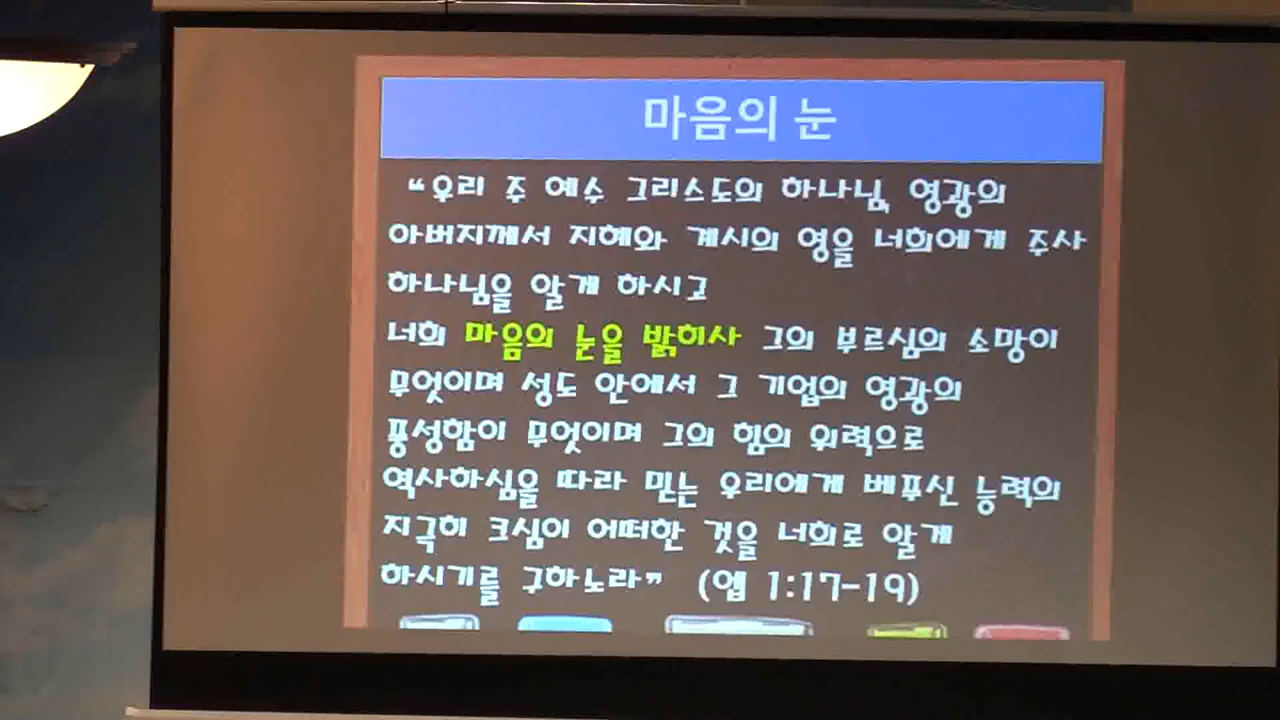 마음의 눈
“우리 주 예수 그리스도의 하나님, 영광의
아버지께서 지혜와 계시의 영을 너희에게 주사
하나님을 알게 하시고
너희 마음의 눈을 밝히사 그의 부르심의 소망이
무엇이며 성도 안에서 그 기업의 영광의
풍성함이 무엇이며 그의 힘의 위력으로
역사하심을 따라 믿는 우리에게 베푸신 능력의
지극히 크심이 어떠한 것을 너희로 알게
하시기를 구하노라” (엡 1:17-19)